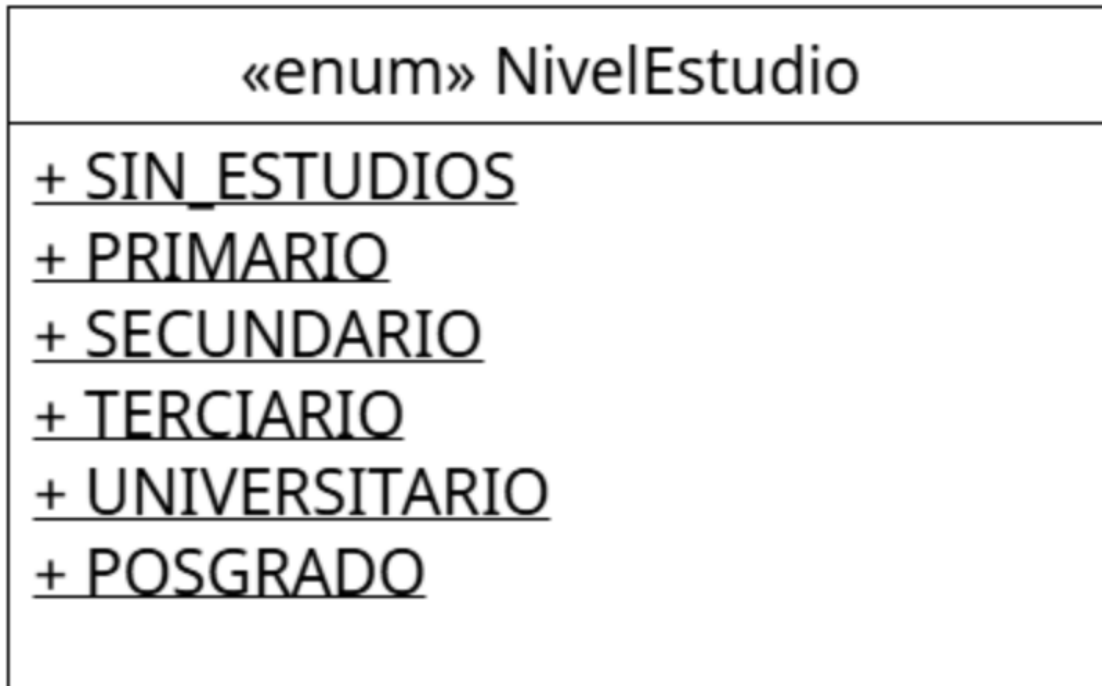 «enum» NivelEstudio
+ SIN_ESTUDIOS
+ PRIMARIO
+ SECUNDARIO
+ TERCIARIO
+ UNIVERSITARIO
+ POSGRADO